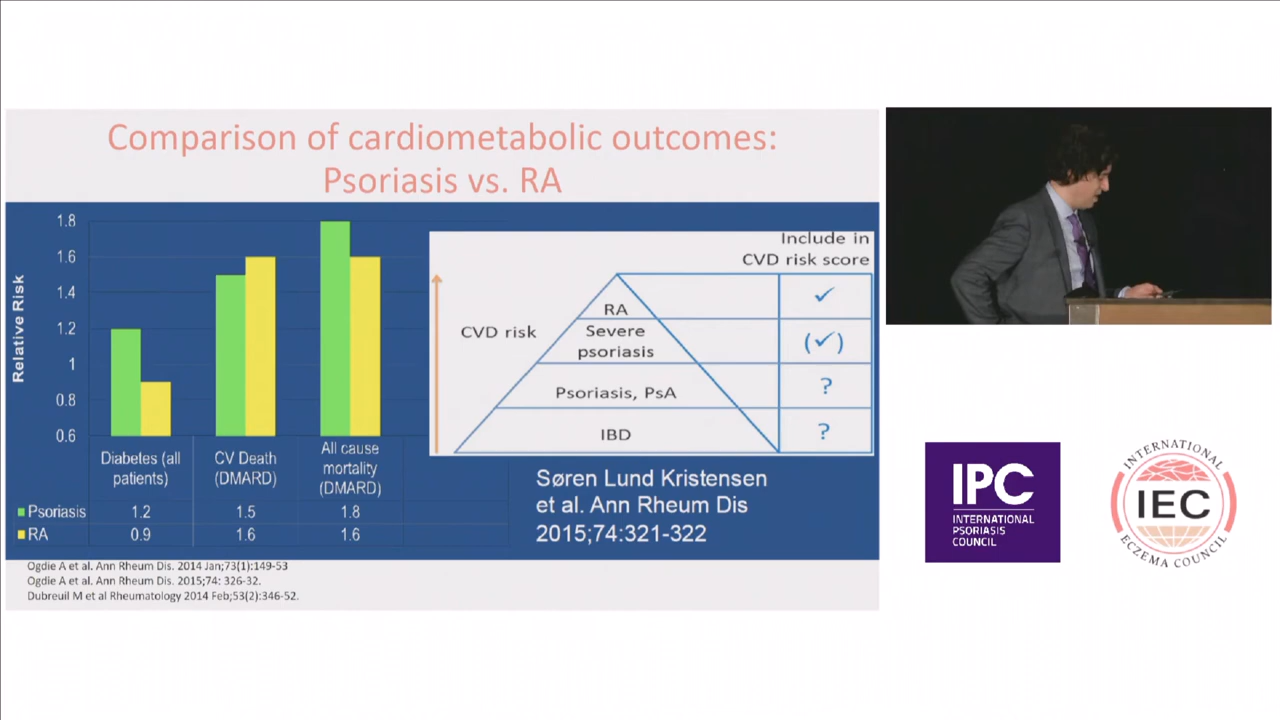 Comparison of cardiometabolic outcomes:
Psoriasis vs. RA
Relative Risk
1.8
1.6
1.4
1.2
1
0.8
0.6
Diabetes (all
patients)
CV Death
(DMARD)
All cause
mortality
(DMARD)
Psoriasis 1.2 1.5 1.8
RA 0.9 1.6 1.6
Include in
CVD risk score
CVD risk
RA
Severe
psoriasis
(✓)
Psoriasis, PsA
?
IBD
?
Søren Lund Kristensen
et al. Ann Rheum Dis
2015;74:321-322
Ogdie A et al. Ann Rheum Dis. 2014 Jan;73(1):149-53
Ogdie A et al. Ann Rheum Dis. 2015;74: 326-32.
Dubreuil M et al Rheumatology 2014 Feb;53(2):346-52.
IPC
INTERNATIONAL
PSORIASIS
COUNCIL
INTERNATIONAL
IEC
ECZEMA COUNCIL